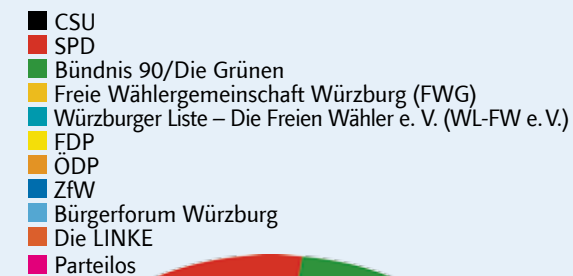 CSU
SPD
Bündnis 90/Die Grünen
Freie Wählergemeinschaft Würzburg (FWG)
Würzburger Liste – Die Freien Wähler e. V. (WL-FW e. V.)
FDP
ÖDP
ZfW
Bürgerforum Würzburg
Die LINKE
Parteilos